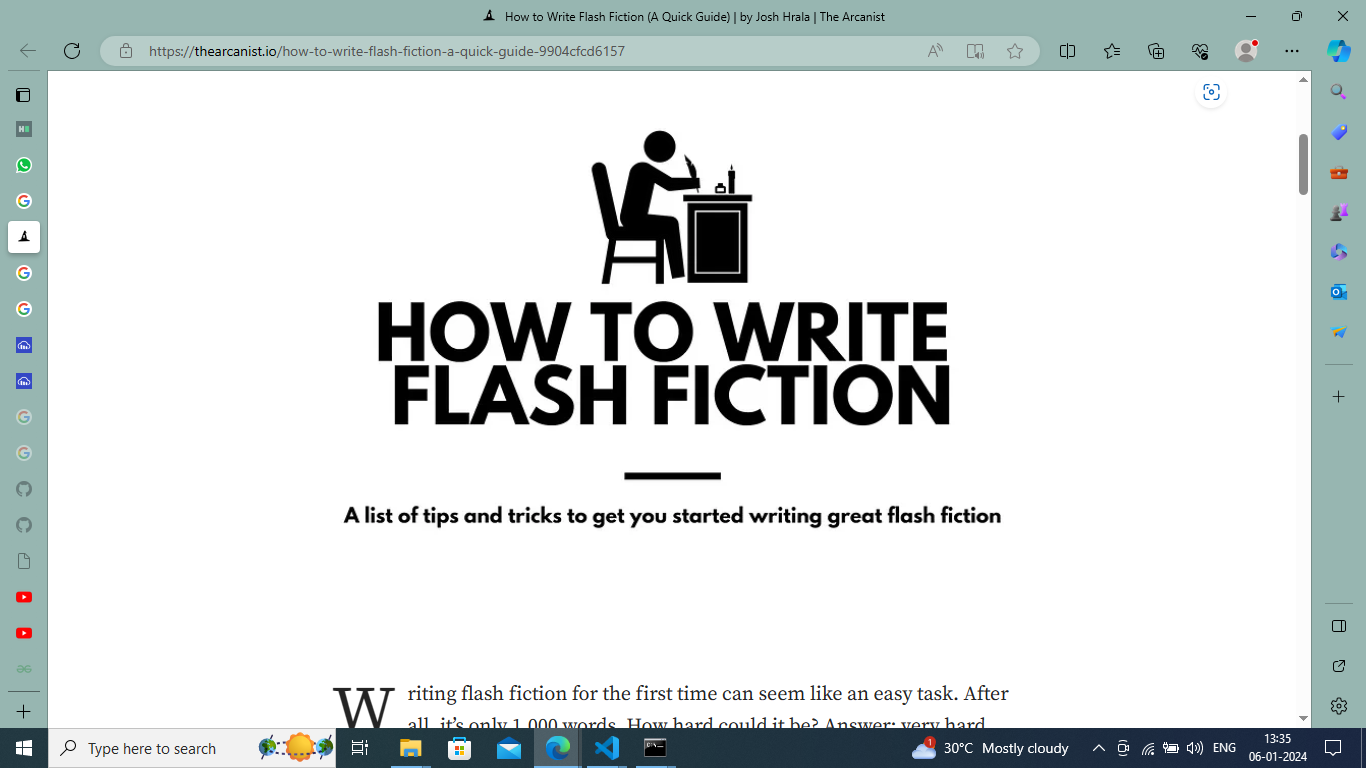 How to Write Flash Fiction (A Quick Guide) | by Josh Hrala | The Arcanist
https://thearcanist.io/how-to-write-flash-fiction-a-quick-guide-9904cfcd6157
HOW TO WRITE
FLASH FICTION
A list of tips and tricks to get you started writing great flash fiction
Writing flash fiction for the first time can seem like an easy task. After
all, it's only 1,000 words. How hard could it be? Answer: very hard
Type here to search
1
30°C Mostly cloudy
ENG
13:35
06-01-2024